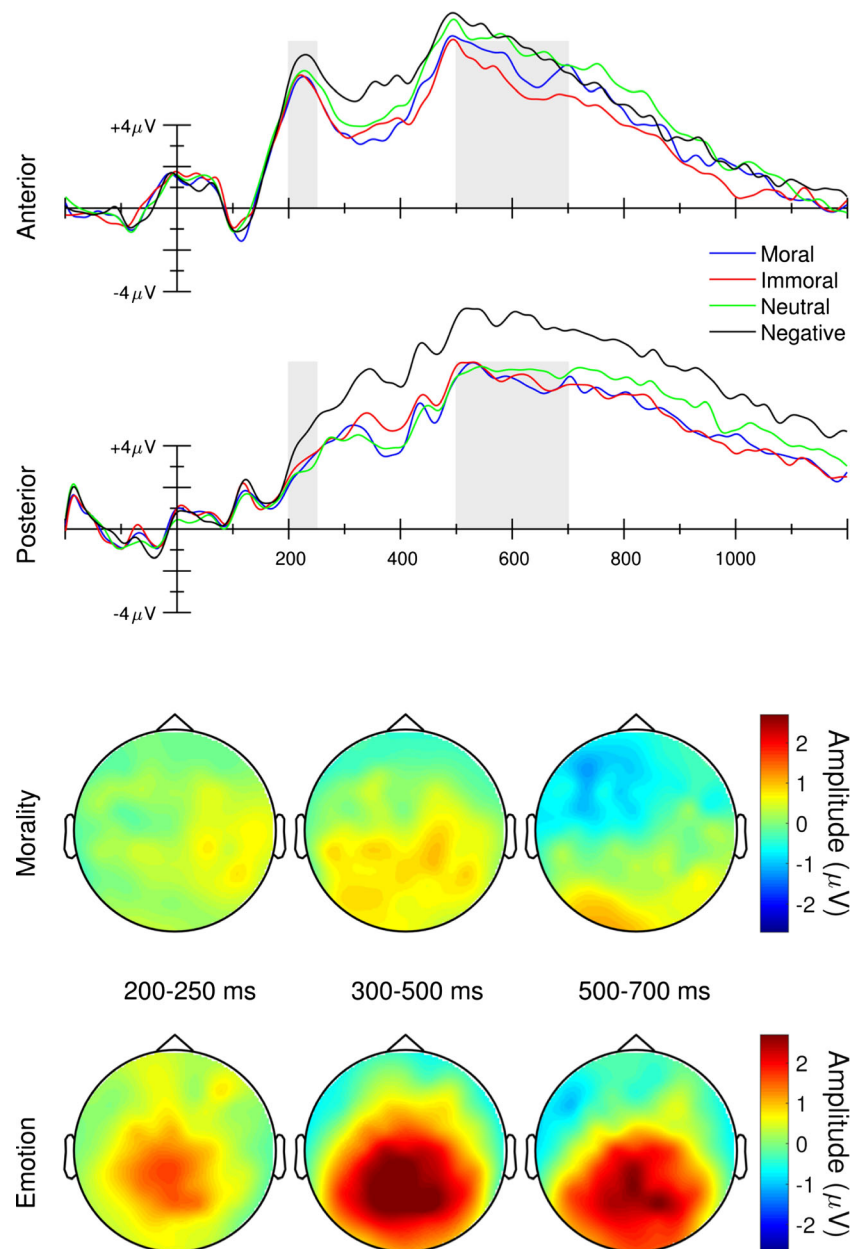 Anterior
+4μV
-4μV
Moral
Immoral
Neutral
Negative
Posterior
+4μV
-4μV
200
400
600
800
1000
Morality
2
1
0
-1
-2
Amplitude (μV)
200-250 ms
300-500 ms
500-700 ms
Emotion
2
1
0
-1
-2
Amplitude (μV)